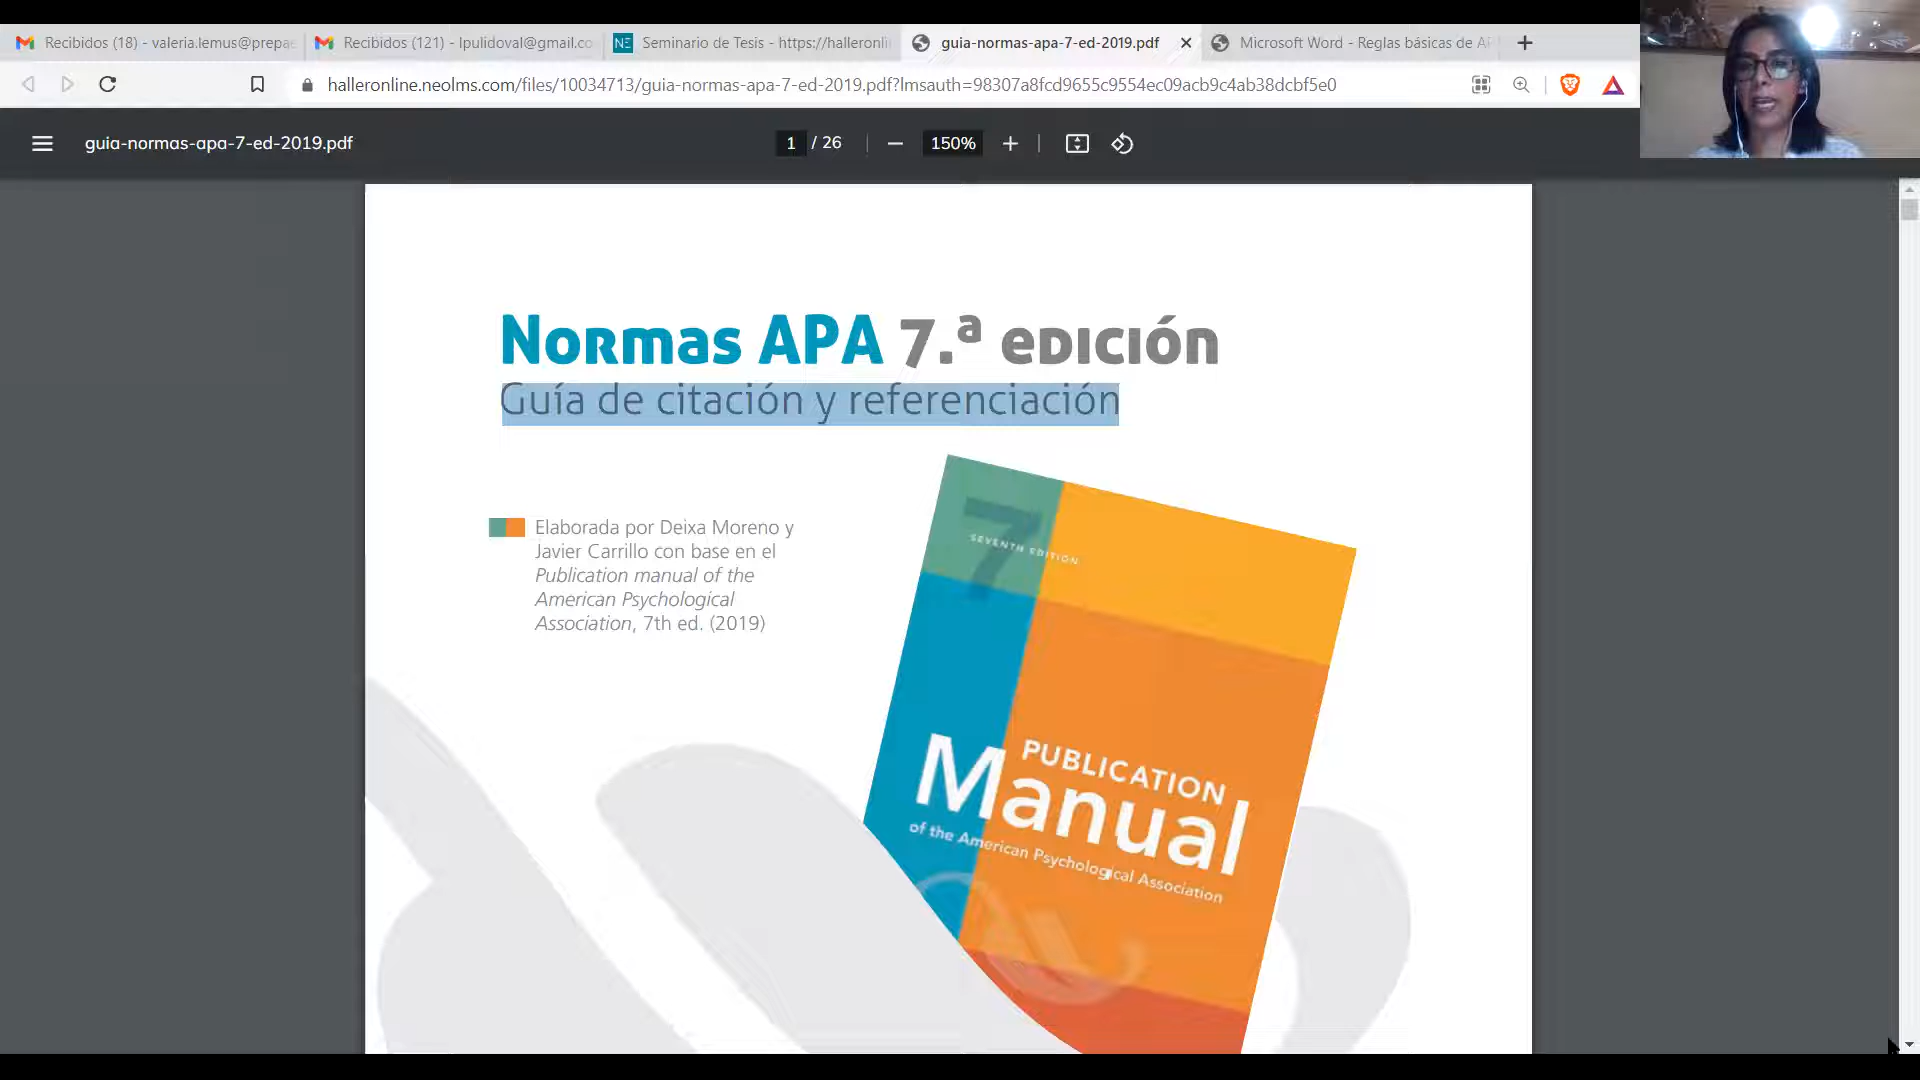 Recibidos (18) - valeria.lemus@prepae
Recibidos (121) - lpulidoval@gmail.co
NE
Seminario de Tesis - https://halleronli
guia-normas-apa-7-ed-2019.pdf
Microsoft Word - Reglas básicas de AP
halleronline.neolms.com/files/10034713/guia-normas-apa-7-ed-2019.pdf?lmsauth=98307a8fcd9655c9554ec09acb9c4ab38dcbf5e0
guia-normas-apa-7-ed-2019.pdf
1 / 26
150%
Normas APA 7.ª edición
Guía de citación y referenciación
Elaborada por Deixa Moreno y
Javier Carrillo con base en el
Publication manual of the
American Psychological
Association, 7th ed. (2019)
7
SEVENTH EDITION
PUBLICATION
Manual
of the American Psychological Association